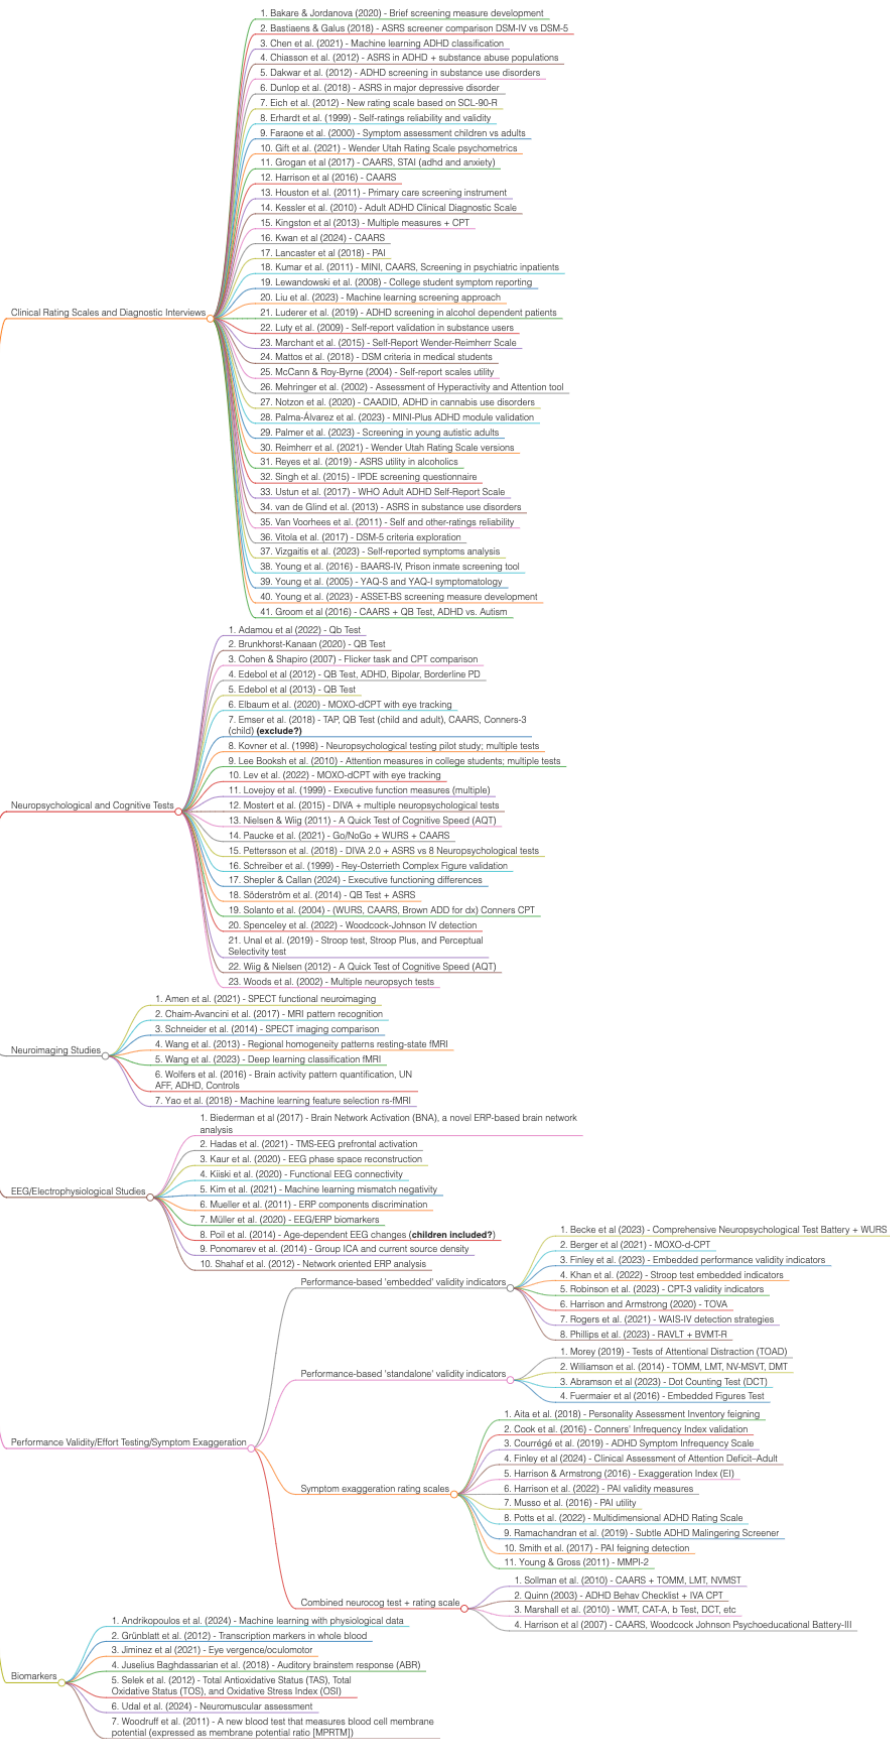 Clinical Rating Scales and Diagnostic Interviews
1. Bakare & Jordanova (2020) - Brief screening measure development
2. Bastiaens & Galus (2018) - ASRS screener comparison DSM-IV vs DSM-5
3. Chen et al. (2021) - Machine learning ADHD classification
4. Chiasson et al. (2012) - ASRS in ADHD + substance abuse populations
5. Dakwar et al. (2012) - ADHD screening in substance use disorders
6. Dunlop et al. (2018) - ASRS in major depressive disorder
7. Eich et al. (2012) - New rating scale based on SCL-90-R
8. Erhardt et al. (1999) - Self-ratings reliability and validity
9. Faraone et al. (2000) - Symptom assessment children vs adults
10. Gift et al. (2021) - Wender Utah Rating Scale psychometrics
11. Grogan et al (2017) - CAARS, STAI (adhd and anxiety)
12. Harrison et al (2016) - CAARS
13. Houston et al. (2011) - Primary care screening instrument
14. Kessler et al. (2010) - Adult ADHD Clinical Diagnostic Scale
15. Kingston et al (2013) - Multiple measures + CPT
16. Kwan et al (2024) - CAARS
17. Lancaster et al (2018) - PAI
18. Kumar et al. (2011) - MINI, CAARS, Screening in psychiatric inpatients
19. Lewandowski et al. (2008) - College student symptom reporting
20. Liu et al. (2023) - Machine learning screening approach
21. Luderer et al. (2019) - ADHD screening in alcohol dependent patients
22. Luty et al. (2009) - Self-report validation in substance users
23. Marchant et al. (2015) - Self-Report Wender-Reimherr Scale
24. Mattos et al. (2018) - DSM criteria in medical students
25. McCann & Roy-Byrne (2004) - Self-report scales utility
26. Mehringer et al. (2002) - Assessment of Hyperactivity and Attention tool
27. Notzon et al. (2020) - CAADID, ADHD in cannabis use disorders
28. Palma-Álvarez et al. (2023) - MINI-Plus ADHD module validation
29. Palmer et al. (2023) - Screening in young autistic adults
30. Reimherr et al. (2021) - Wender Utah Rating Scale versions
31. Reyes et al. (2019) - ASRS utility in alcoholics
32. Singh et al. (2015) - IPDE screening questionnaire
33. Ustun et al. (2017) - WHO Adult ADHD Self-Report Scale
34. van de Glind et al. (2013) - ASRS in substance use disorders
35. Van Voorhees et al. (2011) - Self and other-ratings reliability
36. Vitola et al. (2017) - DSM-5 criteria exploration
37. Vizgaitis et al. (2023) - Self-reported symptoms analysis
38. Young et al. (2016) - BAARS-IV, Prison inmate screening tool
39. Young et al. (2005) - YAQ-S and YAQ-I symptomatology
40. Young et al. (2023) - ASSET-BS screening measure development
41. Groom et al (2016) - CAARS + QB Test, ADHD vs. Autism
Neuropsychological and Cognitive Tests
1. Adamou et al (2022) - Qb Test
2. Brunkhorst-Kanaan (2020) - QB Test
3. Cohen & Shapiro (2007) - Flicker task and CPT comparison
4. Edebol et al (2012) - QB Test, ADHD, Bipolar, Borderline PD
5. Edebol et al (2013) - QB Test
6. Elbaum et al. (2020) - MOXO-dCPT with eye tracking
7. Emser et al. (2018) - TAP, QB Test (child and adult), CAARS, Conners-3
(child) (exclude?)
8. Kovner et al. (1998) - Neuropsychological testing pilot study; multiple tests
9. Lee Booksh et al. (2010) - Attention measures in college students; multiple tests
10. Lev et al. (2022) - MOXO-dCPT with eye tracking
11. Lovejoy et al. (1999) - Executive function measures (multiple)
12. Mostert et al. (2015) - DIVA + multiple neuropsychological tests
13. Nielsen & Wiig (2011) - A Quick Test of Cognitive Speed (AQT)
14. Paucke et al. (2021) - Go/NoGo + WURS + CAARS
15. Pettersson et al. (2018) - DIVA 2.0 + ASRS vs 8 Neuropsychological tests
16. Schreiber et al. (1999) - Rey-Osterrieth Complex Figure validation
17. Shepler & Callan (2024) - Executive functioning differences
18. Söderström et al. (2014) - QB Test + ASRS
19. Solanto et al. (2004) - (WURS, CAARS, Brown ADD for dx) Conners CPT
20. Spenceley et al. (2022) - Woodcock-Johnson IV detection
21. Unal et al. (2019) - Stroop test, Stroop Plus, and Perceptual
Selectivity test
22. Wiig & Nielsen (2012) - A Quick Test of Cognitive Speed (AQT)
23. Woods et al. (2002) - Multiple neuropsych tests
Neuroimaging Studies
1. Amen et al. (2021) - SPECT functional neuroimaging
2. Chaim-Avancini et al. (2017) - MRI pattern recognition
3. Schneider et al. (2014) - SPECT imaging comparison
4. Wang et al. (2013) - Regional homogeneity patterns resting-state fMRI
5. Wang et al. (2023) - Deep learning classification fMRI
6. Wolfers et al. (2016) - Brain activity pattern quantification, UN
AFF, ADHD, Controls
7. Yao et al. (2018) - Machine learning feature selection rs-fMRI
EEG/Electrophysiological Studies
1. Biederman et al (2017) - Brain Network Activation (BNA), a novel ERP-based brain network
analysis
2. Hadas et al. (2021) - TMS-EEG prefrontal activation
3. Kaur et al. (2020) - EEG phase space reconstruction
4. Kiiski et al. (2020) - Functional EEG connectivity
5. Kim et al. (2021) - Machine learning mismatch negativity
6. Mueller et al. (2011) - ERP components discrimination
7. Müller et al. (2020) - EEG/ERP biomarkers
8. Poil et al. (2014) - Age-dependent EEG changes (children included?)
9. Ponomarev et al. (2014) - Group ICA and current source density
10. Shahaf et al. (2012) - Network oriented ERP analysis
Performance Validity/Effort Testing/Symptom Exaggeration
Performance-based 'embedded' validity indicators
1. Becke et al (2023) - Comprehensive Neuropsychological Test Battery + WURS
2. Berger et al (2021) - MOXO-d-CPT
3. Finley et al. (2023) - Embedded performance validity indicators
4. Khan et al. (2022) - Stroop test embedded indicators
5. Robinson et al. (2023) - CPT-3 validity indicators
6. Harrison and Armstrong (2020) - TOVA
7. Rogers et al. (2021) - WAIS-IV detection strategies
8. Phillips et al. (2023) - RAVLT + BVMT-R
Performance-based 'standalone' validity indicators
1. Morey (2019) - Tests of Attentional Distraction (TOAD)
2. Williamson et al. (2014) - TOMM, LMT, NV-MSVT, DMT
3. Abramson et al (2023) - Dot Counting Test (DCT)
4. Fuermaier et al (2016) - Embedded Figures Test
Symptom exaggeration rating scales
1. Aita et al. (2018) - Personality Assessment Inventory feigning
2. Cook et al. (2016) - Conners' Infrequency Index validation
3. Courrégé et al. (2019) - ADHD Symptom Infrequency Scale
4. Finley et al (2024) - Clinical Assessment of Attention Deficit–Adult
5. Harrison & Armstrong (2016) - Exaggeration Index (EI)
6. Harrison et al. (2022) - PAI validity measures
7. Musso et al. (2016) - PAI utility
8. Potts et al. (2022) - Multidimensional ADHD Rating Scale
9. Ramachandran et al. (2019) - Subtle ADHD Malingering Screener
10. Smith et al. (2017) - PAI feigning detection
11. Young & Gross (2011) - MMPI-2
Combined neurocog test + rating scale
1. Sollman et al. (2010) - CAARS + TOMM, LMT, NVMST
2. Quinn (2003) - ADHD Behav Checklist + IVA CPT
3. Marshall et al. (2010) - WMT, CAT-A, b Test, DCT, etc
4. Harrison et al (2007) - CAARS, Woodcock Johnson Psychoeducational Battery-III
Biomarkers
1. Andrikopoulos et al. (2024) - Machine learning with physiological data
2. Grünblatt et al. (2012) - Transcription markers in whole blood
3. Jiminez et al (2021) - Eye vergence/oculomotor
4. Juselius Baghdassarian et al. (2018) - Auditory brainstem response (ABR)
5. Selek et al. (2012) - Total Antioxidative Status (TAS), Total
Oxidative Status (TOS), and Oxidative Stress Index (OSI)
6. Udal et al. (2024) - Neuromuscular assessment
7. Woodruff et al. (2011) - A new blood test that measures blood cell membrane
potential (expressed as membrane potential ratio [MPRTM])